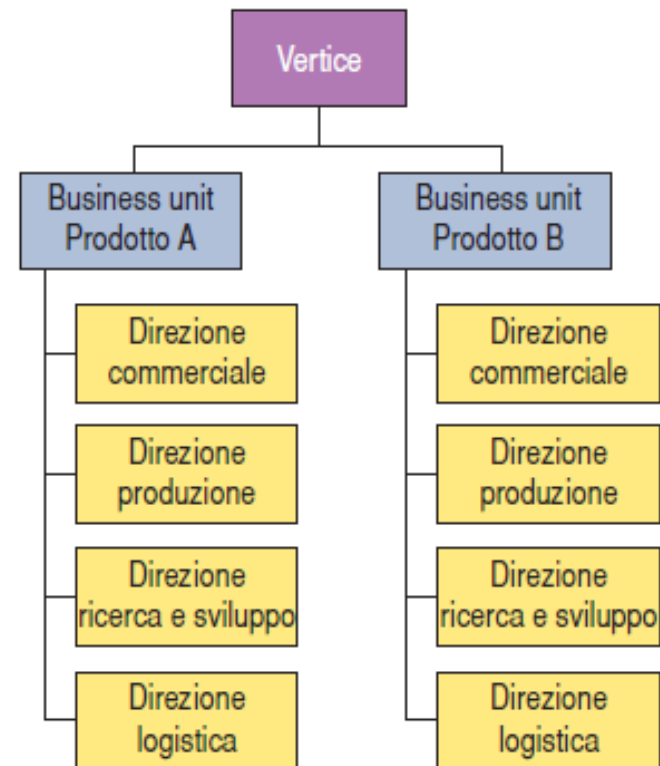 Vertice
Business unit
Prodotto A
Business unit
Prodotto B
Direzione
commerciale
Direzione
produzione
Direzione
ricerca e sviluppo
Direzione
logistica
Direzione
commerciale
Direzione
produzione
Direzione
ricerca e sviluppo
Direzione
logistica